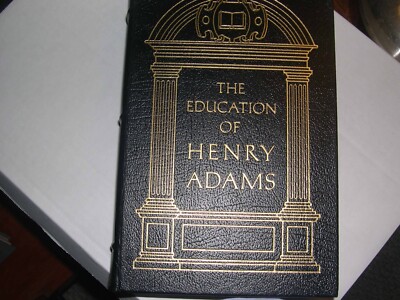 THE
EDUCATION
OF
HENRY
ADAMS